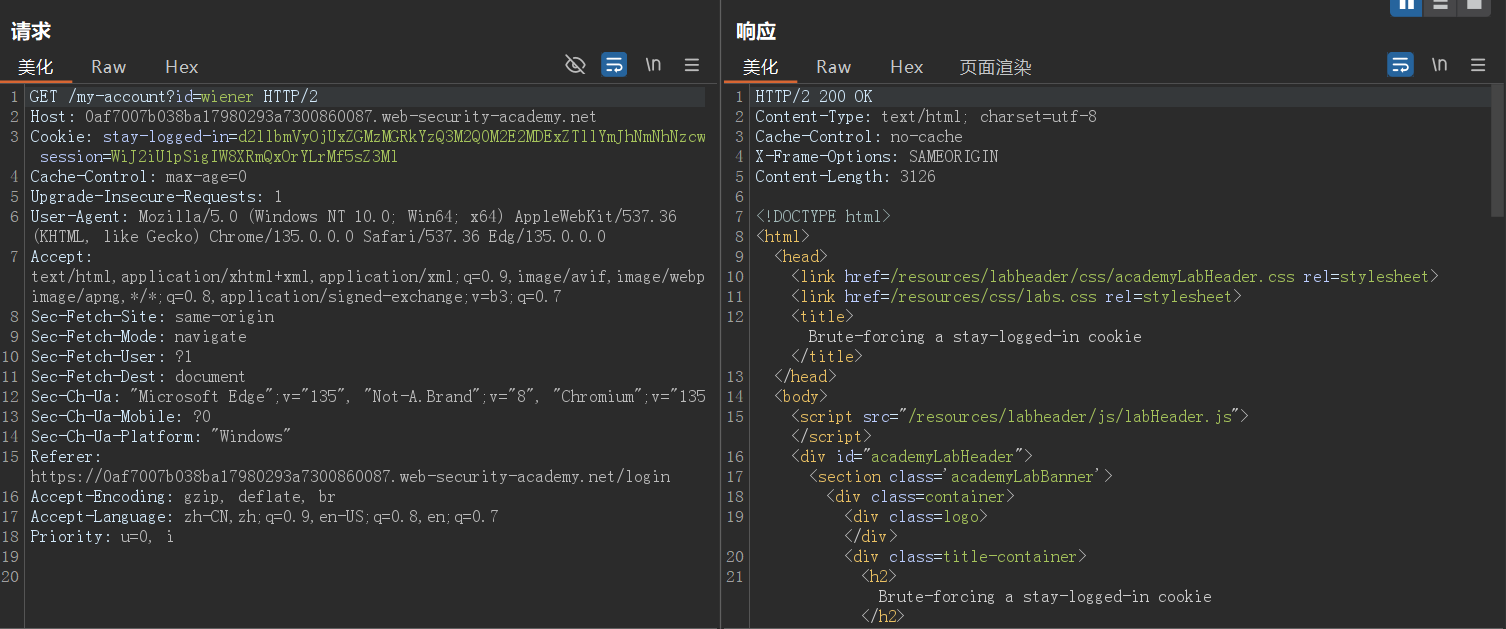 请求
美化 Raw Hex \n
1 GET /my-account?id=wiener HTTP/2
2 Host: 0af7007b038ba17980293a7300860087.web-security-academy.net
3 Cookie: stay-logged-in=
session=
4 Cache-Control: max-age=0
5 Upgrade-Insecure-Requests: 1
6 User-Agent: Mozilla/5.0 (Windows NT 10.0; Win64; x64) AppleWebKit/537.36
(KHTML, like Gecko) Chrome/135.0.0.0 Safari/537.36 Edg/135.0.0.0
7 Accept:
text/html,application/xhtml+xml,application/xml;q=0.9,image/avif,image/webp
image/apng,*/*;q=0.8,application/signed-exchange;v=b3;q=0.7
8 Sec-Fetch-Site: same-origin
9 Sec-Fetch-Mode: navigate
10 Sec-Fetch-User: ?1
11 Sec-Fetch-Dest: document
12 Sec-Ch-Ua: "Microsoft Edge";v="135", "Not-A.Brand";v="8", "Chromium";v="135
13 Sec-Ch-Ua-Mobile: ?0
14 Sec-Ch-Ua-Platform: "Windows"
15 Referer:
https://0af7007b038ba17980293a7300860087.web-security-academy.net/login
16 Accept-Encoding: gzip, deflate, br
17 Accept-Language: zh-CN,zh;q=0.9,en-US;q=0.8,en;q=0.7
18 Priority: u=0, i
19
20
响应
美化 Raw Hex 页面渲染 \n
1 HTTP/2 200 OK
2 Content-Type: text/html; charset=utf-8
3 Cache-Control: no-cache
4 X-Frame-Options: SAMEORIGIN
5 Content-Length: 3126
6
7 <!DOCTYPE html>
8 <html>
9 <head>
10 <link href=/resources/labheader/css/academyLabHeader.css rel=stylesheet>
11 <link href=/resources/css/labs.css rel=stylesheet>
12 <title>
Brute-forcing a stay-logged-in cookie
</title>
13 </head>
14 <body>
15 <script src="/resources/labheader/js/labHeader.js">
</script>
16 <div id="academyLabHeader">
17 <section class='academyLabBanner'>
18 <div class=container>
19 <div class=logo>
</div>
20 <div class=title-container>
21 <h2>
Brute-forcing a stay-logged-in cookie
</h2>